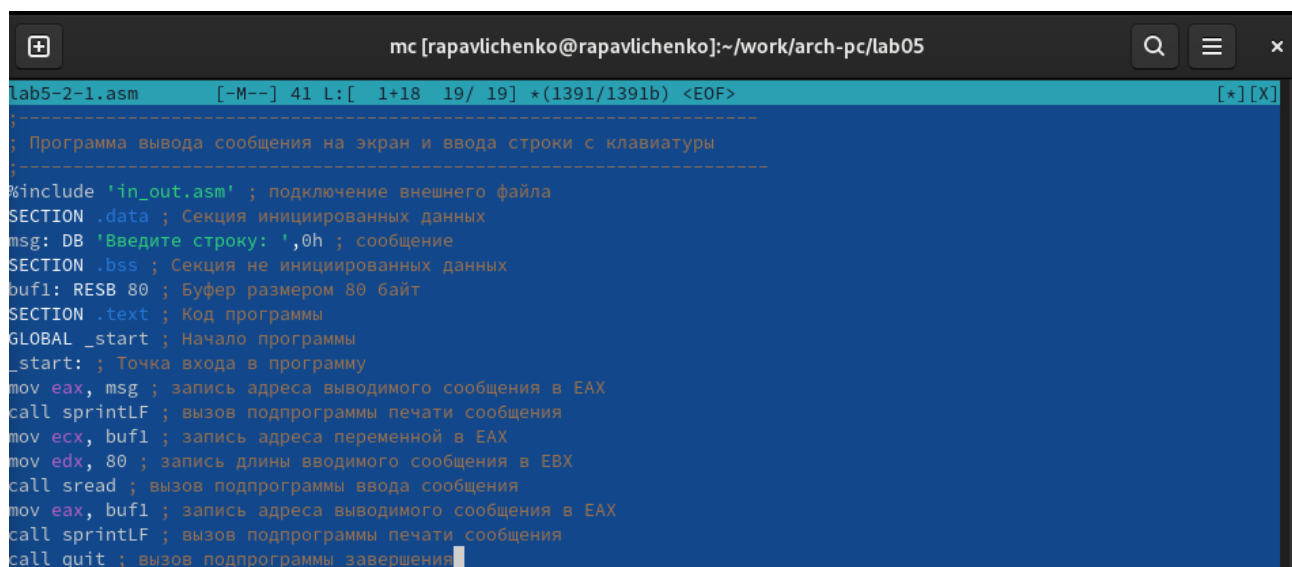 mc [rapavlichenko@rapavlichenko]:~/work/arch-pc/lab05
lab5-2-1.asm [-M--] 41 L:[ 1+18 19/ 19] *(1391/1391b) <EOF> [*][X]
;--------------------------------------------------------------------
; Программа вывода сообщения на экран и ввода строки с клавиатуры
;---------------------------------------------------------------------
%include 'in_out.asm' ; подключение внешнего файла
SECTION .data ; Секция инициированных данных
msg: DB 'Введите строку: ',0h ; сообщение
SECTION .bss ; Секция не инициированных данных
buf1: RESB 80 ; Буфер размером 80 байт
SECTION .text ; Код программы
GLOBAL _start ; Начало программы
_start: ; Точка входа в программу
mov eax, msg ; запись адреса выводимого сообщения в EAX
call sprintLF ; вызов подпрограммы печати сообщения
mov ecx, buf1 ; запись адреса переменной в EAX
mov edx, 80 ; запись длины вводимого сообщения в EBX
call sread ; вызов подпрограммы ввода сообщения
mov eax, buf1 ; запись адреса выводимого сообщения в EAX
call sprintLF ; вызов подпрограммы печати сообщения
call quit ; вызов подпрограммы завершения